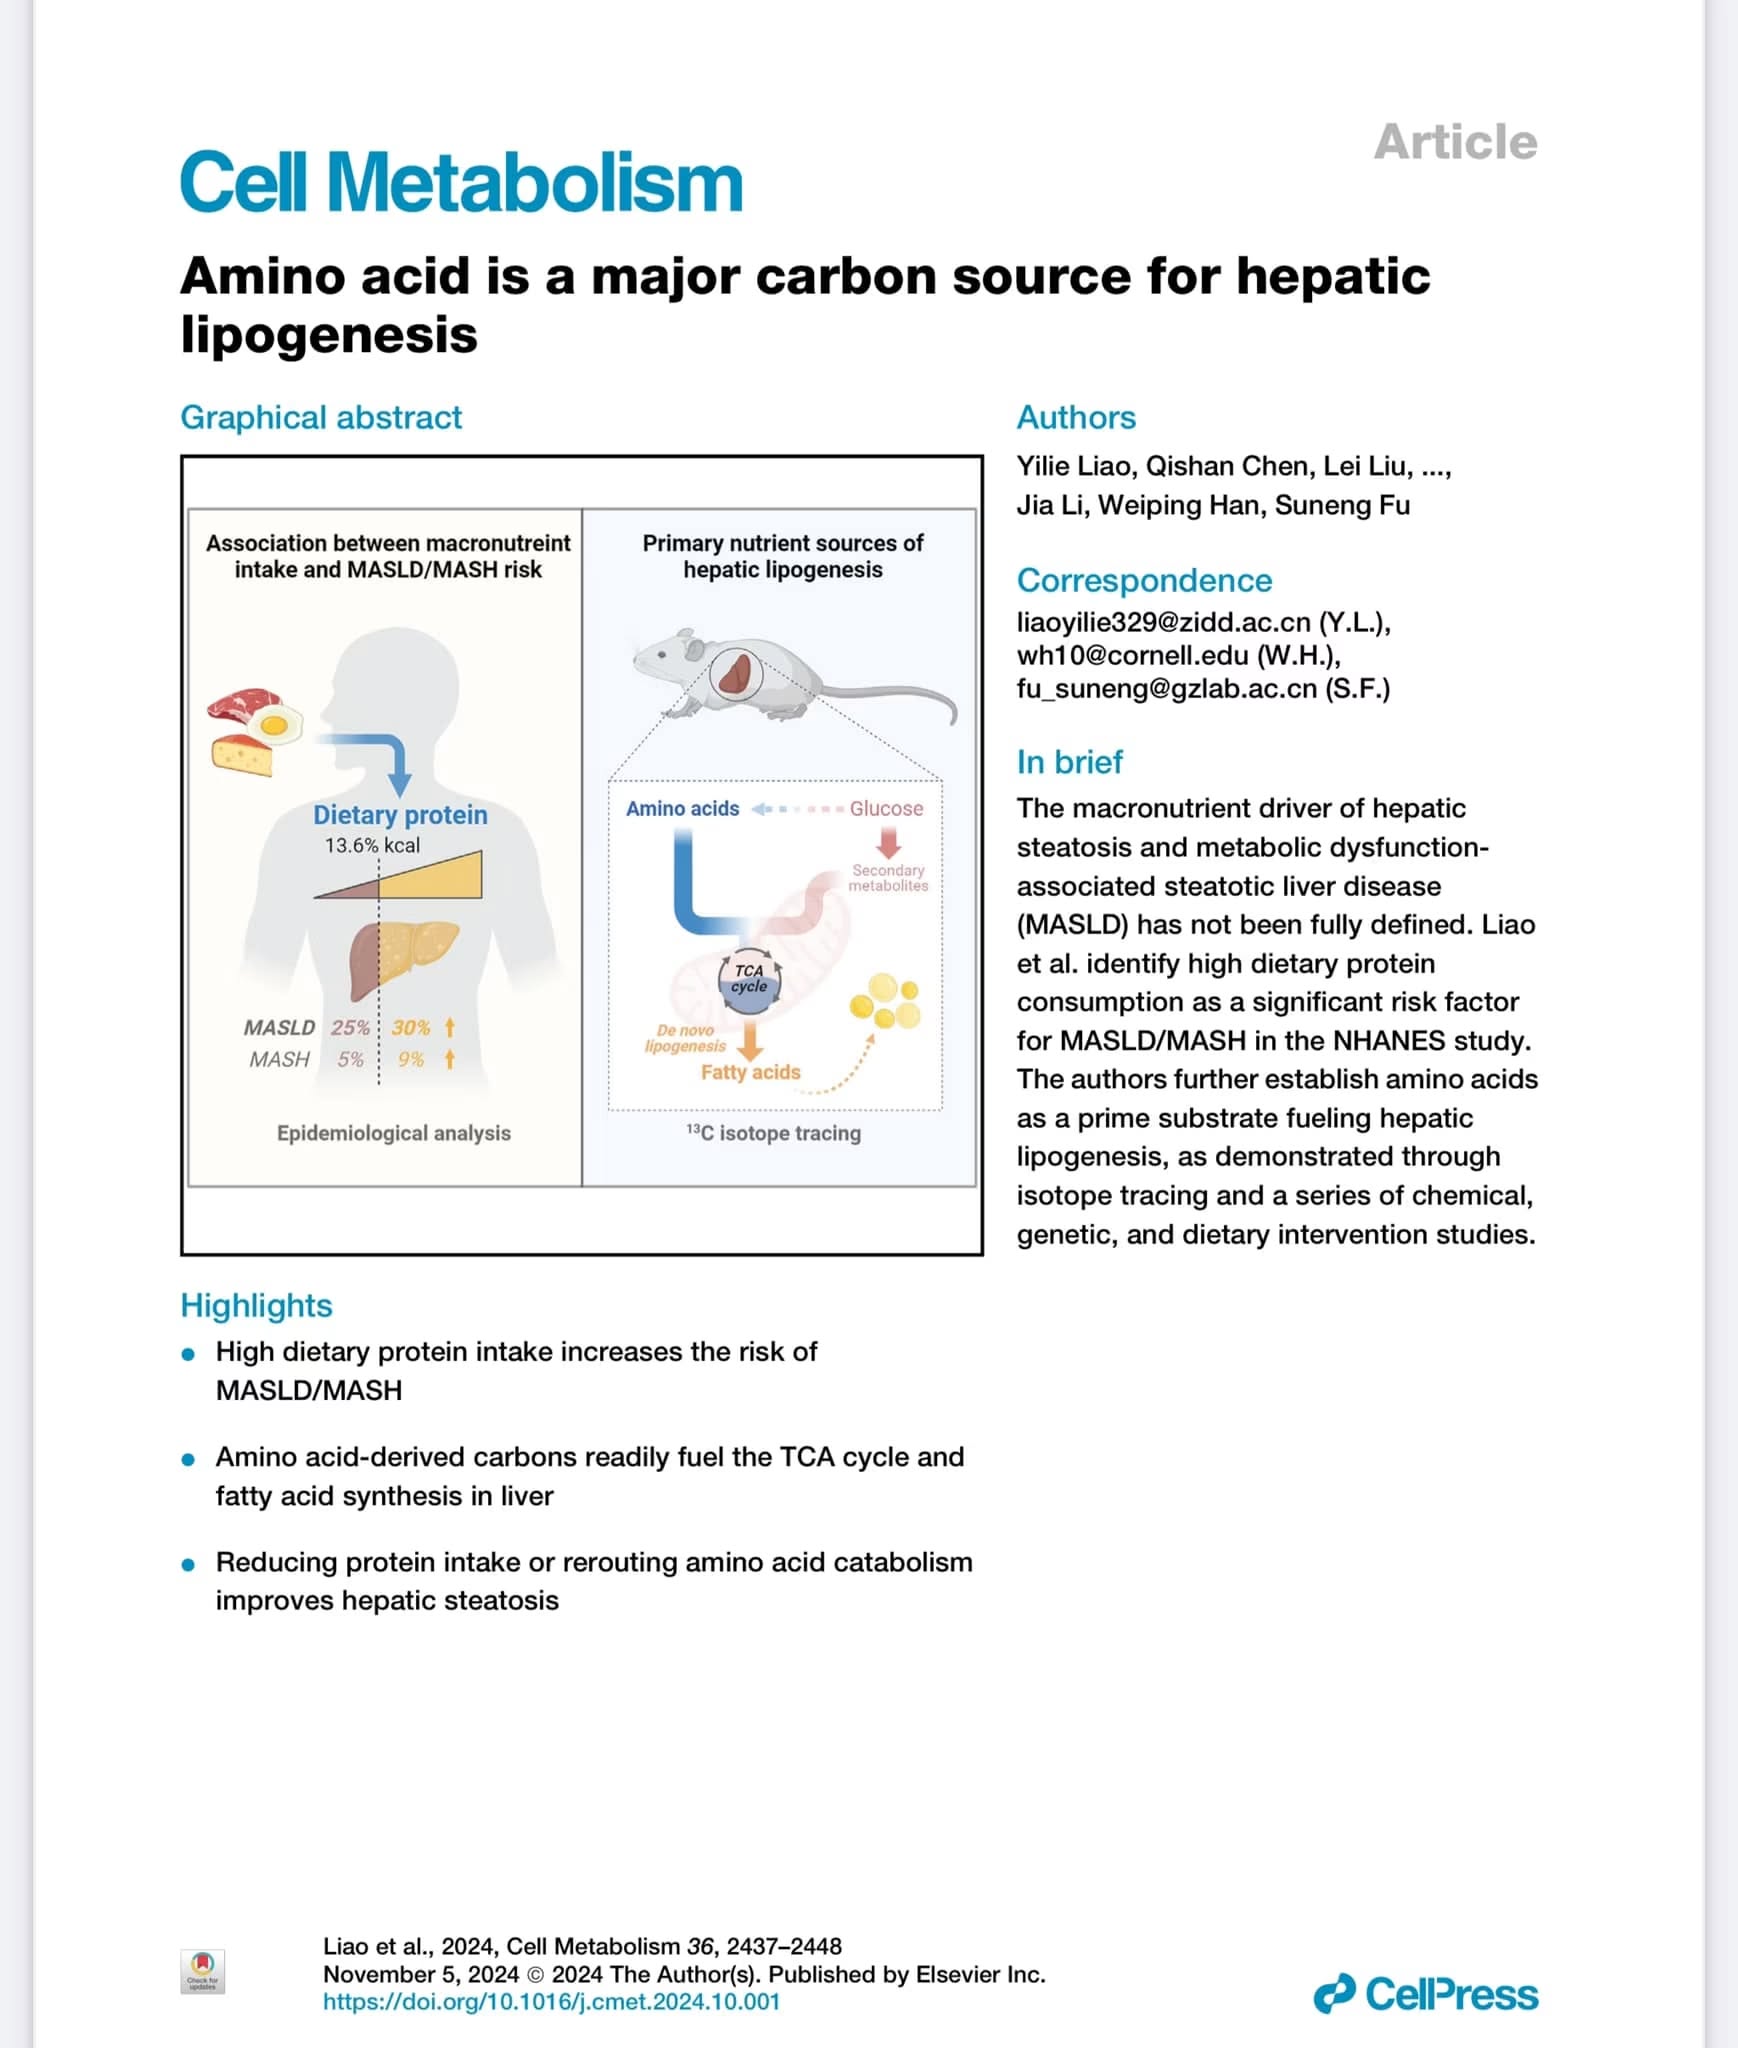 Article
Cell Metabolism
Amino acid is a major carbon source for hepatic
lipogenesis
Graphical abstract
Association between macronutreint
intake and MASLD/MASH risk
Dietary protein
13.6% kcal
MASLD 25% 30%
MASH 5% 9%
Epidemiological analysis
Primary nutrient sources of
hepatic lipogenesis
Amino acids
Glucose
Secondary
metabolites
TCA
cycle
De novo
lipogenesis
Fatty acids
¹³C isotope tracing
Authors
Yilie Liao, Qishan Chen, Lei Liu, ...,
Jia Li, Weiping Han, Suneng Fu
Correspondence
liaoyilie329@zidd.ac.cn (Y.L.),
wh10@cornell.edu (W.H.),
fu_suneng@gzlab.ac.cn (S.F.)
In brief
The macronutrient driver of hepatic
steatosis and metabolic dysfunction-
associated steatotic liver disease
(MASLD) has not been fully defined. Liao
et al. identify high dietary protein
consumption as a significant risk factor
for MASLD/MASH in the NHANES study.
The authors further establish amino acids
as a prime substrate fueling hepatic
lipogenesis, as demonstrated through
isotope tracing and a series of chemical,
genetic, and dietary intervention studies.
Highlights
• High dietary protein intake increases the risk of
MASLD/MASH
• Amino acid-derived carbons readily fuel the TCA cycle and
fatty acid synthesis in liver
• Reducing protein intake or rerouting amino acid catabolism
improves hepatic steatosis
Check for
updates
Liao et al., 2024, Cell Metabolism 36, 2437–2448
November 5, 2024 © 2024 The Author(s). Published by Elsevier Inc.
https://doi.org/10.1016/j.cmet.2024.10.001
CellPress